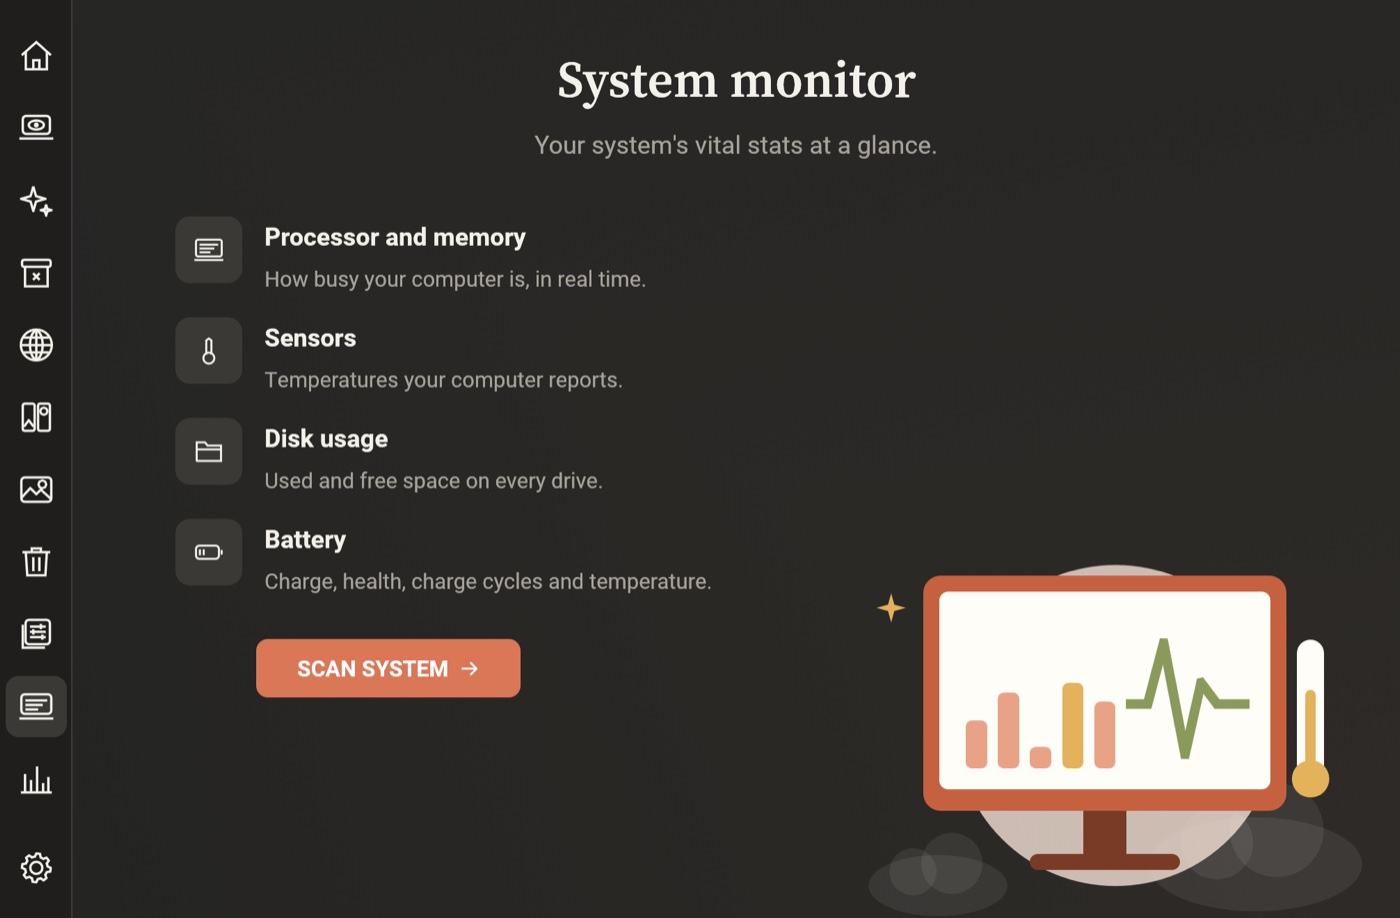 System monitor
Your system's vital stats at a glance.
Processor and memory
How busy your computer is, in real time.
Sensors
Temperatures your computer reports.
Disk usage
Used and free space on every drive.
Battery
Charge, health, charge cycles and temperature.
SCAN SYSTEM →